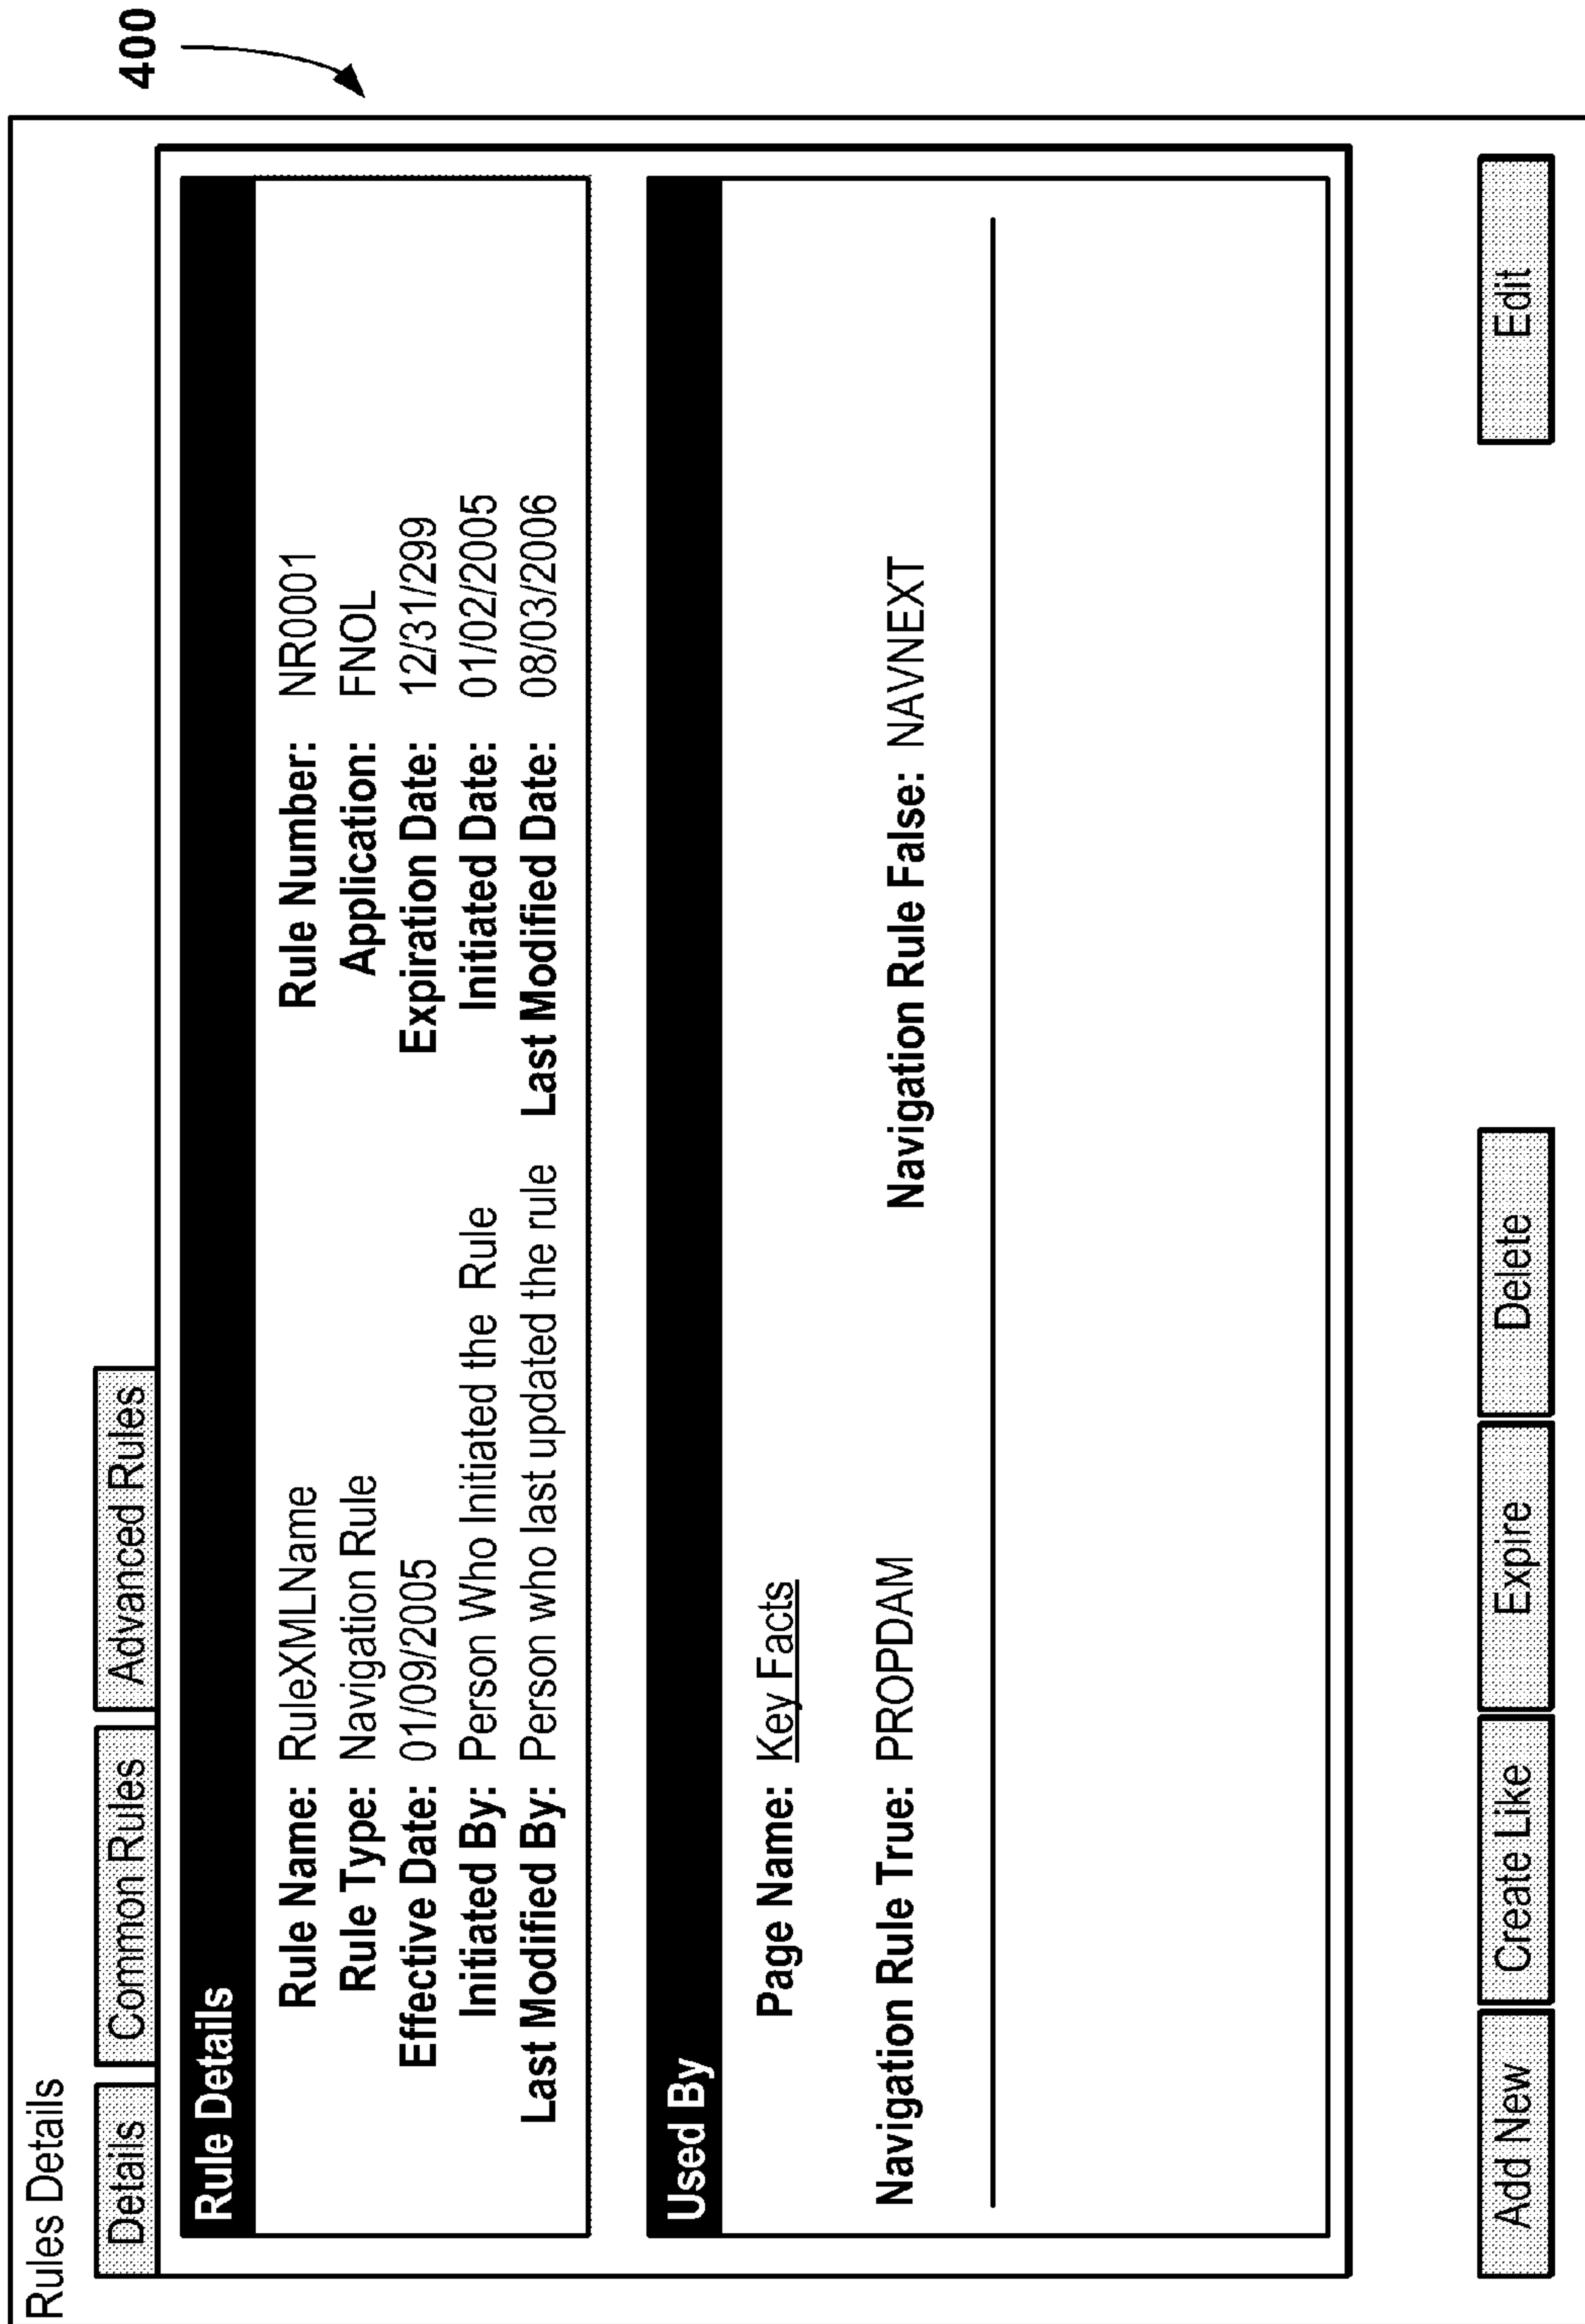 400
Rules Details
Details Common Rules Advanced Rules
Rule Details
Rule Name: RuleXMLName Rule Number: NR0001
Rule Type: Navigation Rule Application: FNOL
Effective Date: 01/09/2005 Expiration Date: 12/31/299
Initiated By: Person Who Initiated the Rule Initiated Date: 01/02/2005
Last Modified By: Person who last updated the rule Last Modified Date: 08/03/2006
Used By
Page Name: Key Facts
Navigation Rule True: PROPDAM Navigation Rule False: NAVNEXT
Add New Create Like Expire Delete Edit